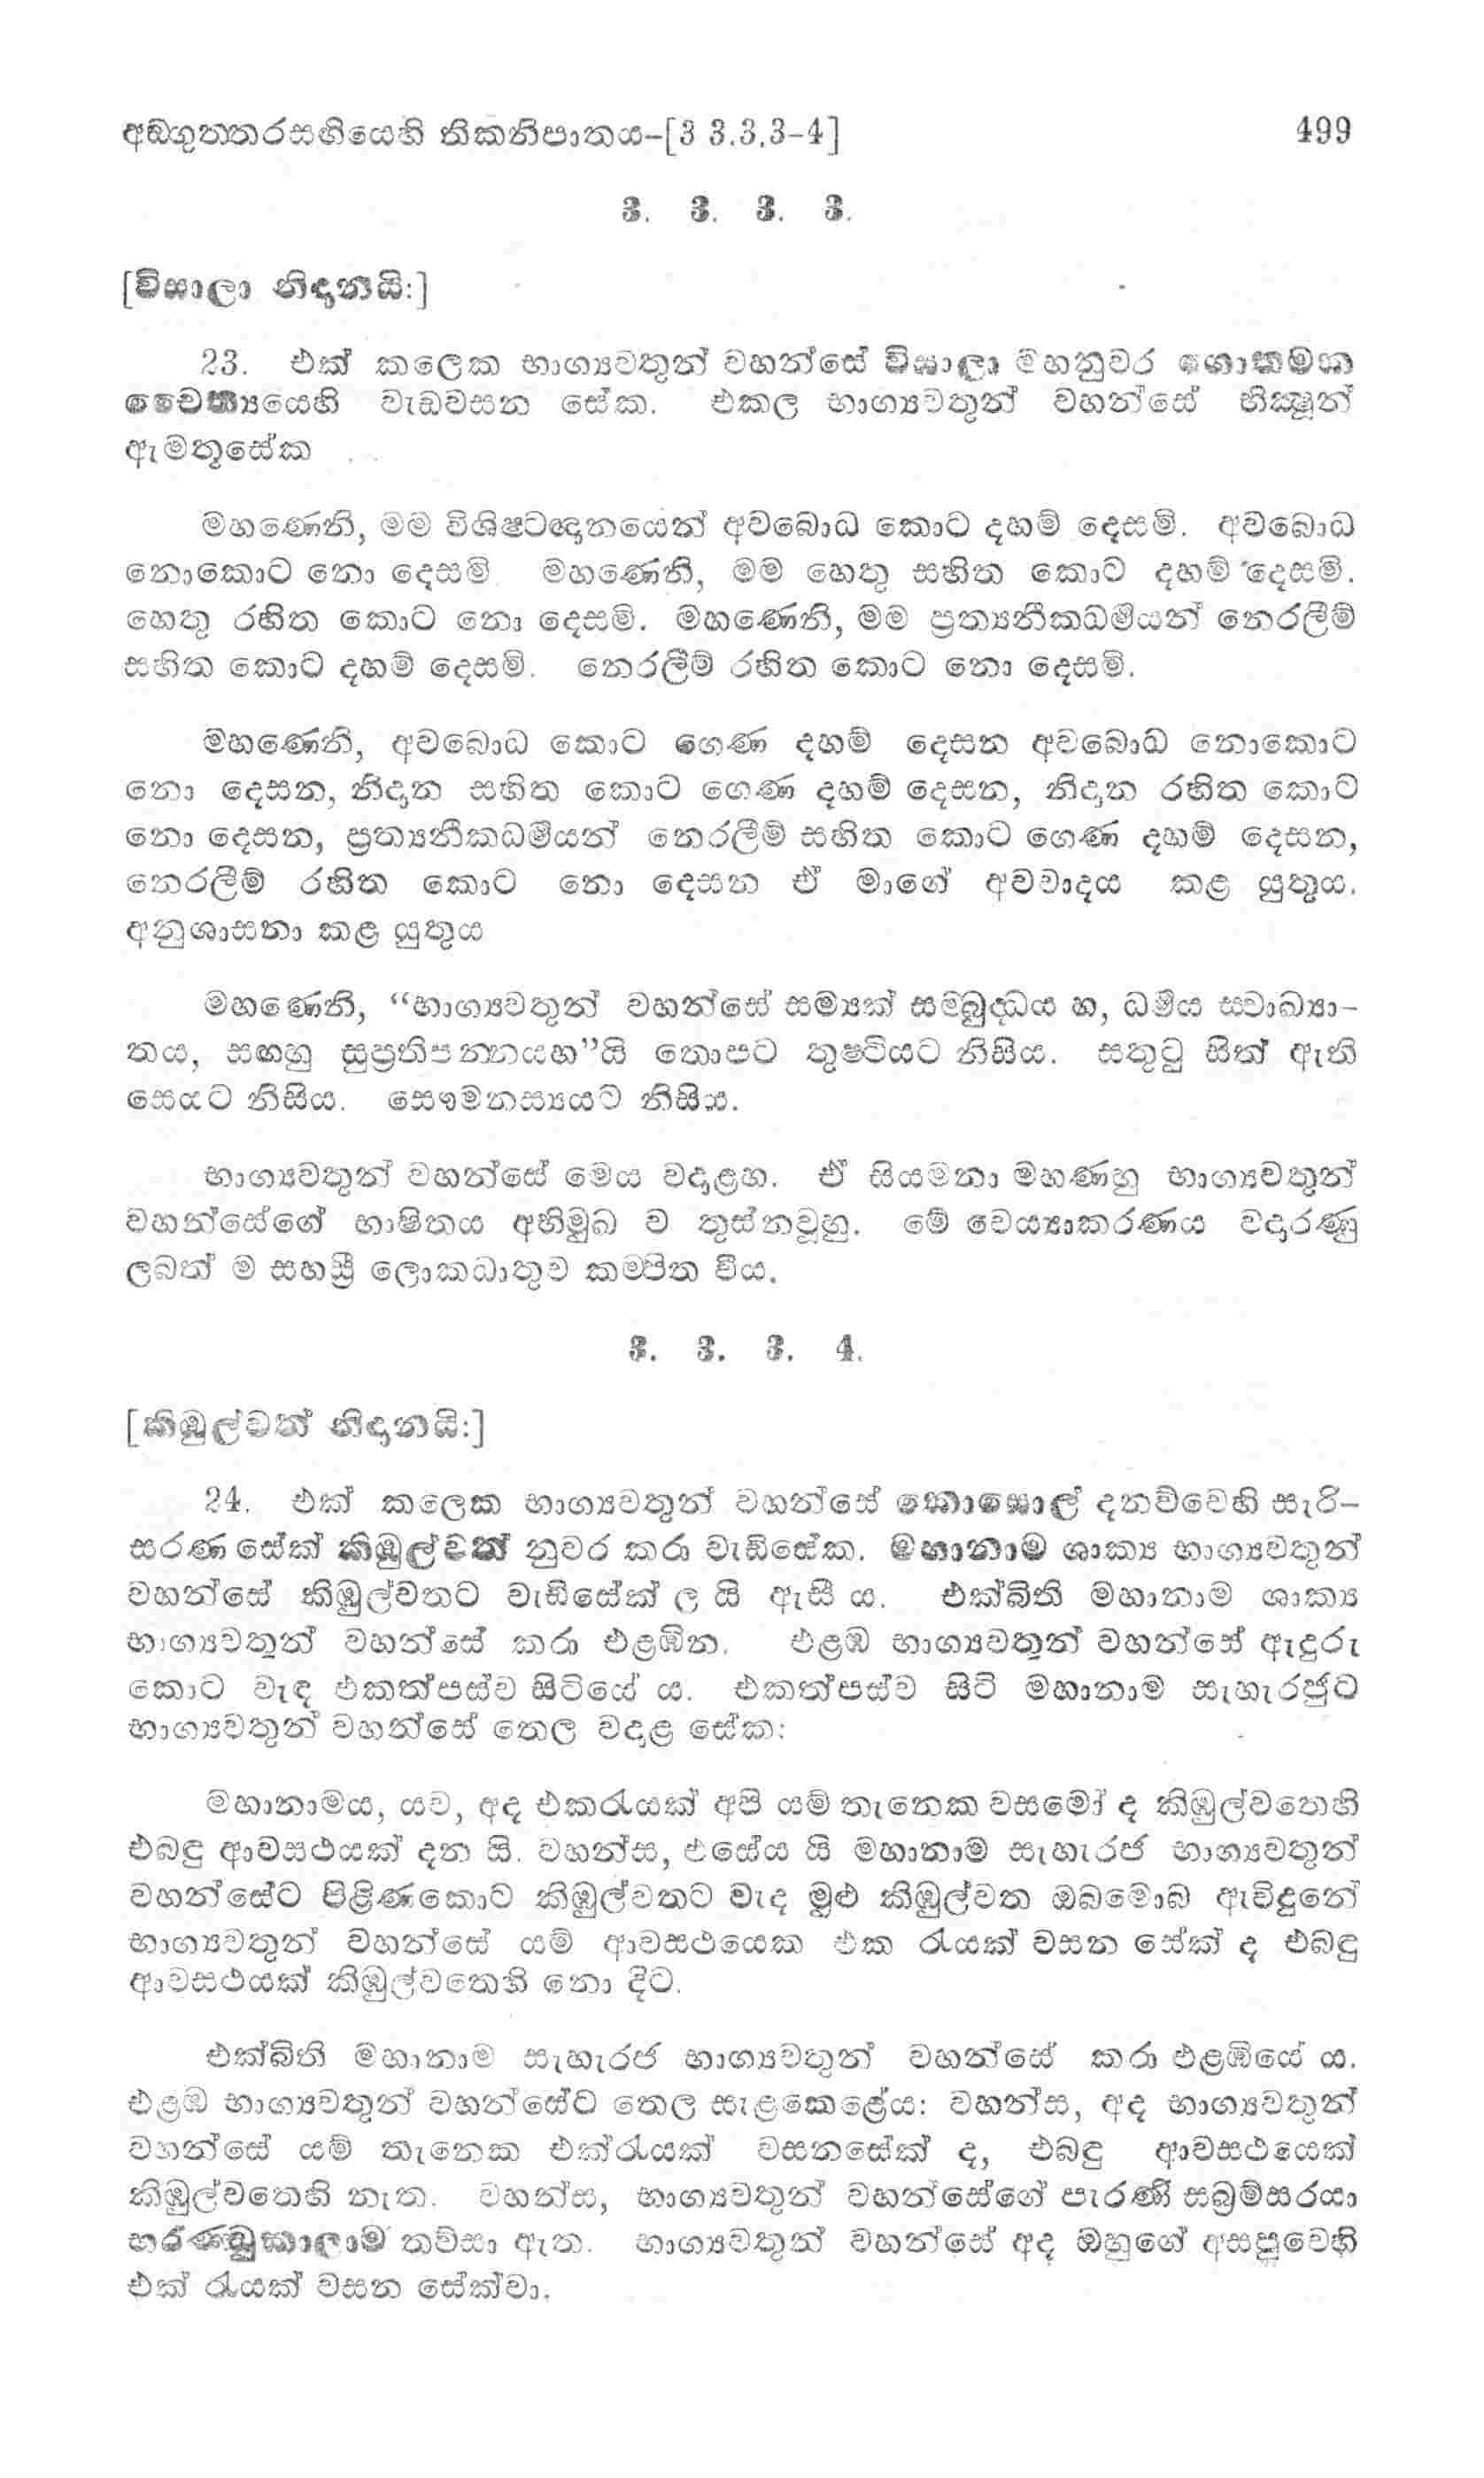 අඞගුත්තරසඟියෙහි තිකනිපාතය-[3 3.3.3-4] 499
3. 3. 3. 3.
[විසාලා නිදානයි:]
23. එක් කලෙක භාග්‍යවතුන් වහන්සේ විසාලා මහනුවර ගොතමක
චෛත්‍යයෙහි වැඩවසන සේක. එකල භාග්‍යවතුන් වහන්සේ භික්‍ෂූන්
ඇමතූසේක
මහණෙනි, මම විශිෂ්ටඥානයෙන් අවබොධ කොට දහම් දෙසමි. අවබොධ
නොකොට නො දෙසමි. මහණෙනි, මම හෙතු සහිත කොට දහම් දෙසමි.
හෙතු රහිත කොට නො දෙසමි. මහණෙනි, මම ප්‍රත්‍යනීකධර්‍මයන් නෙරලීම්
සහිත කොට දහම් දෙසමි. නෙරලීම් රහිත කොට නො දෙසමි.
මහණෙනි, අවබොධ කොට ගෙණ දහම් දෙසන අවබොධ නොකොට
නො දෙසන, නිදාන සහිත කොට ගෙණ දහම් දෙසන, නිදාන රහිත කොට
නො දෙසන, ප්‍රත්‍යනීකධර්‍මයන් නෙරලීම් සහිත කොට ගෙණ දහම් දෙසන,
නෙරලීම් රහිත කොට නො දෙසන ඒ මාගේ අවවාදය කළ යුතුය.
අනුශාසනා කළ යුතුය
මහණෙනි, “භාග්‍යවතුන් වහන්සේ සම්‍යක් සම්බුද්ධය හ, ධර්‍මය ස්වාඛ්‍යා-
තය, සඟහු සුප්‍රතිපන්නයහ”යි තොපට තුෂ්ටියට නිසිය. සතුටු සිත් ඇති
සෙයට නිසිය. සෞමනස්‍යයට නිසිය.
භාග්‍යවතුන් වහන්සේ මෙය වදාළහ. ඒ සියමනා මහණහු භාග්‍යවතුන්
වහන්සේගේ භාෂිතය අභිමුඛ ව තුස්නවූහු. මේ වෙය්‍යාකරණය වදාරණු
ලබත් ම සහස්‍රී ලොකධාතුව කම්පිත විය.
3. 3. 3. 4.
[කිඹුල්වත් නිදානයි:]
24. එක් කලෙක භාග්‍යවතුන් වහන්සේ කොසොල් දනව්වෙහි සැරි-
සරණ සේක් කිඹුල්වත් නුවර කරා වැඩිසේක. මහානාම ශාක්‍ය භාග්‍යවතුන්
වහන්සේ කිඹුල්වතට වැඩිසේක් ල යි ඇසී ය. එක්බිති මහානාම ශාක්‍ය
භාග්‍යවතුන් වහන්සේ කරා එළඹින. එළඹ භාග්‍යවතුන් වහන්සේ ඇදුරු
කොට වැඳ එකත්පස්ව සිටියේ ය. එකත්පස්ව සිටි මහානාම සැහැරජුට
භාග්‍යවතුන් වහන්සේ තෙල වදාළ සේක:
මහානාමය, යව, අද එකරැයක් අපි යම් තැනෙක වසමෝ ද කිඹුල්වතෙහි
එබඳු ආවසථයක් දන යි. වහන්ස, එසේය යි මහානාම සැහැරජ භාග්‍යවතුන්
වහන්සේට පිළිණකොට කිඹුල්වතට වැද මුළු කිඹුල්වත ඔබමොබ ඇවිදුනේ
භාග්‍යවතුන් වහන්සේ යම් ආවසථයෙක එක රැයක් වසන සේක් ද එබඳු
ආවසථයක් කිඹුල්වතෙහි නො දිට.
එක්බිති මහානාම සැහැරජ භාග්‍යවතුන් වහන්සේ කරා එළඹියේ ය.
එළඹ භාග්‍යවතුන් වහන්සේට තෙල සැළකෙළේය: වහන්ස, අද භාග්‍යවතුන්
වහන්සේ යම් තැනෙක එක්රැයක් වසනසේක් ද, එබඳු ආවසථයෙක්
කිඹුල්වතෙහි නැත. වහන්ස, භාග්‍යවතුන් වහන්සේගේ පැරණි සබ්‍රම්සරයා
භරණ්ඩුකාලාම තව්සා ඇත. භාග්‍යවතුන් වහන්සේ අද ඔහුගේ අසපුවෙහි
එක් රැයක් වසන සේක්වා.